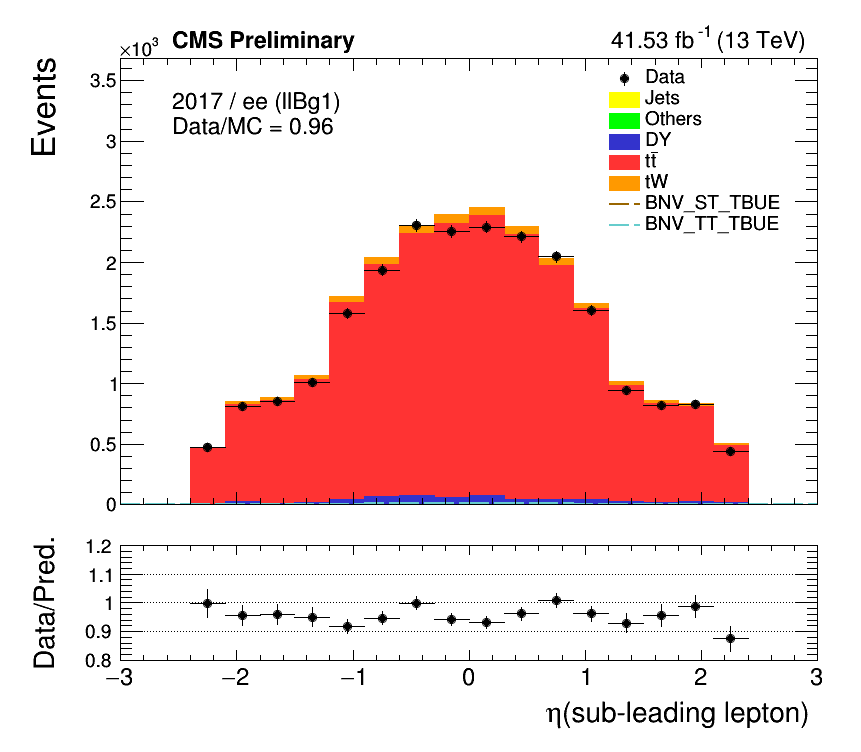 ×10³ CMS Preliminary 41.53 fb⁻¹ (13 TeV)
Events
2017 / ee (llBg1)
Data/MC = 0.96
Data
Jets
Others
DY
tt̄
tW
BNV_ST_TBUE
BNV_TT_TBUE
3.5
3
2.5
2
1.5
1
0.5
0
Data/Pred.
1.2
1.1
1
0.9
0.8
−3 −2 −1 0 1 2 3
η(sub-leading lepton)